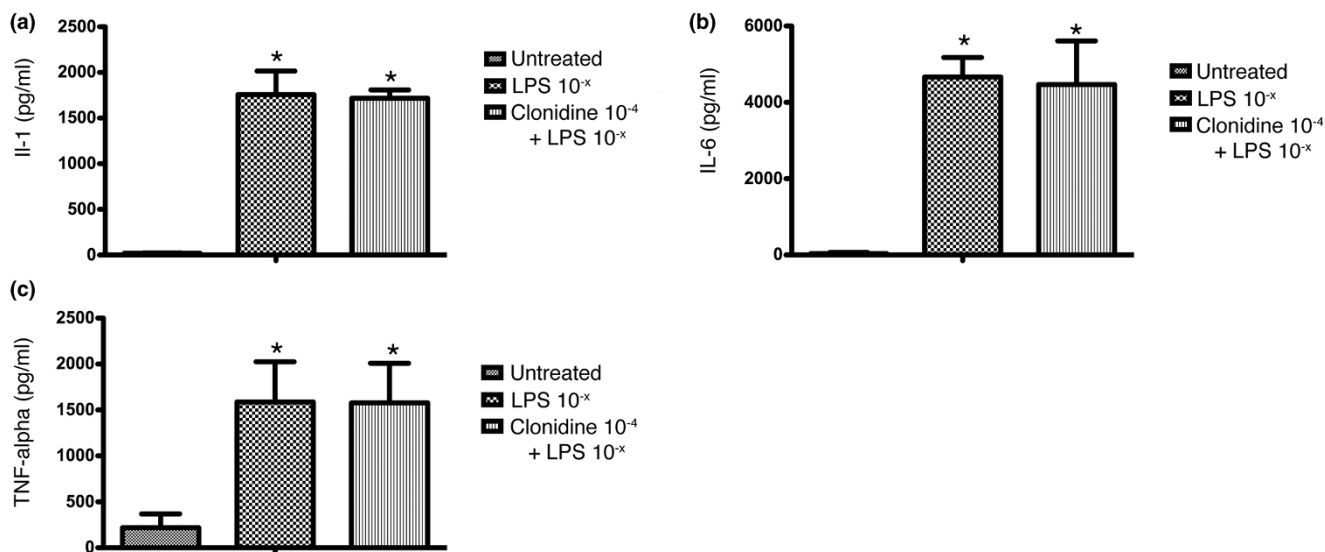 (a)
Il-1 (pg/ml)
2500
2000
1500
1000
500
0
*
*
Untreated
LPS 10⁻ˣ
Clonidine 10⁻⁴
+ LPS 10⁻ˣ
(b)
IL-6 (pg/ml)
6000
4000
2000
0
*
*
Untreated
LPS 10⁻ˣ
Clonidine 10⁻⁴
+ LPS 10⁻ˣ
(c)
TNF-alpha (pg/ml)
2500
2000
1500
1000
500
0
*
*
Untreated
LPS 10⁻ˣ
Clonidine 10⁻⁴
+ LPS 10⁻ˣ